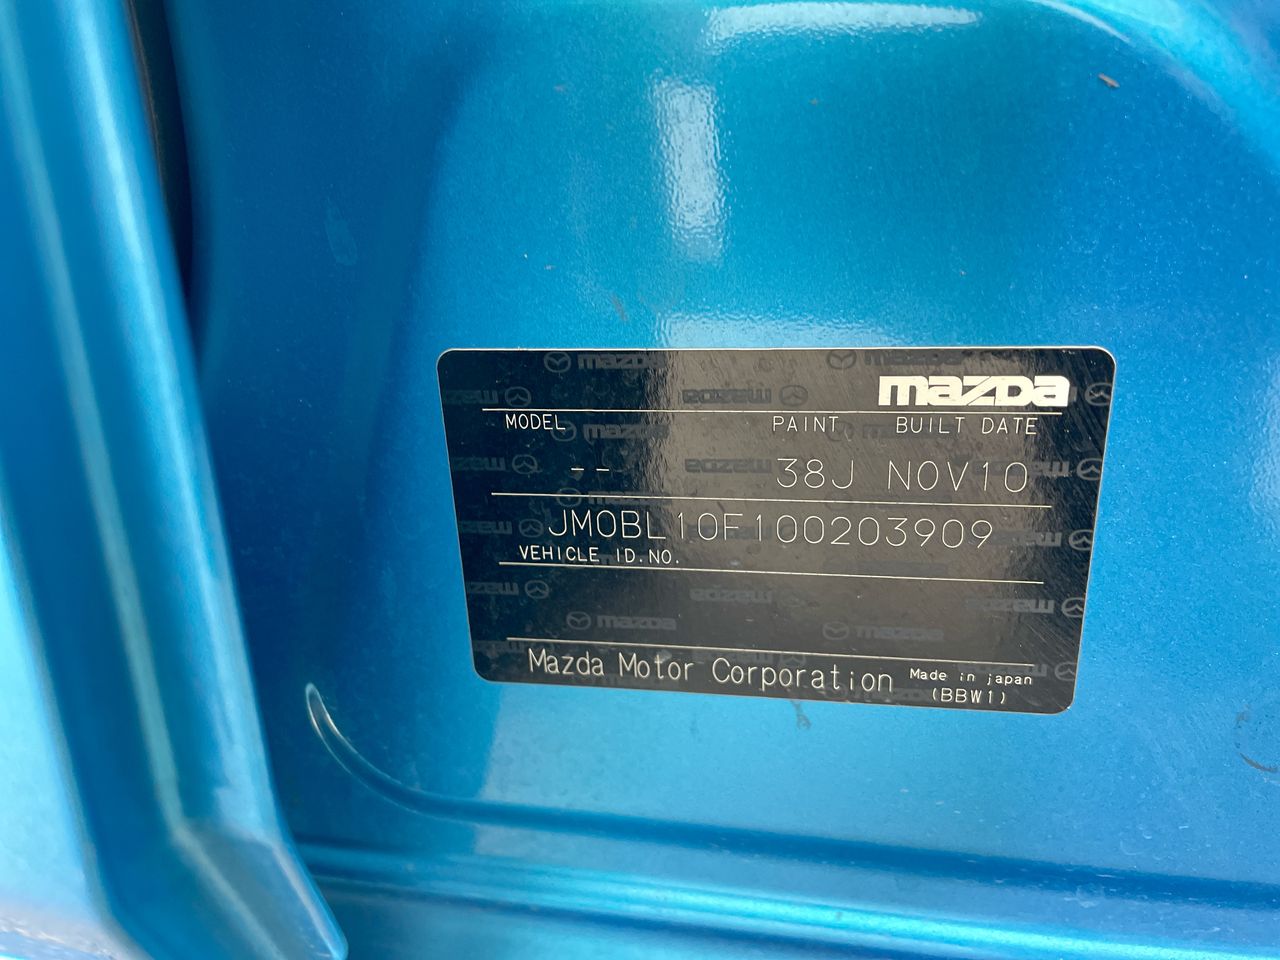 mazda
MODEL PAINT BUILT DATE
-- 38J NOV10
JM0BL10F100203909
VEHICLE ID.NO.
Mazda Motor Corporation Made in japan
(BBW1)